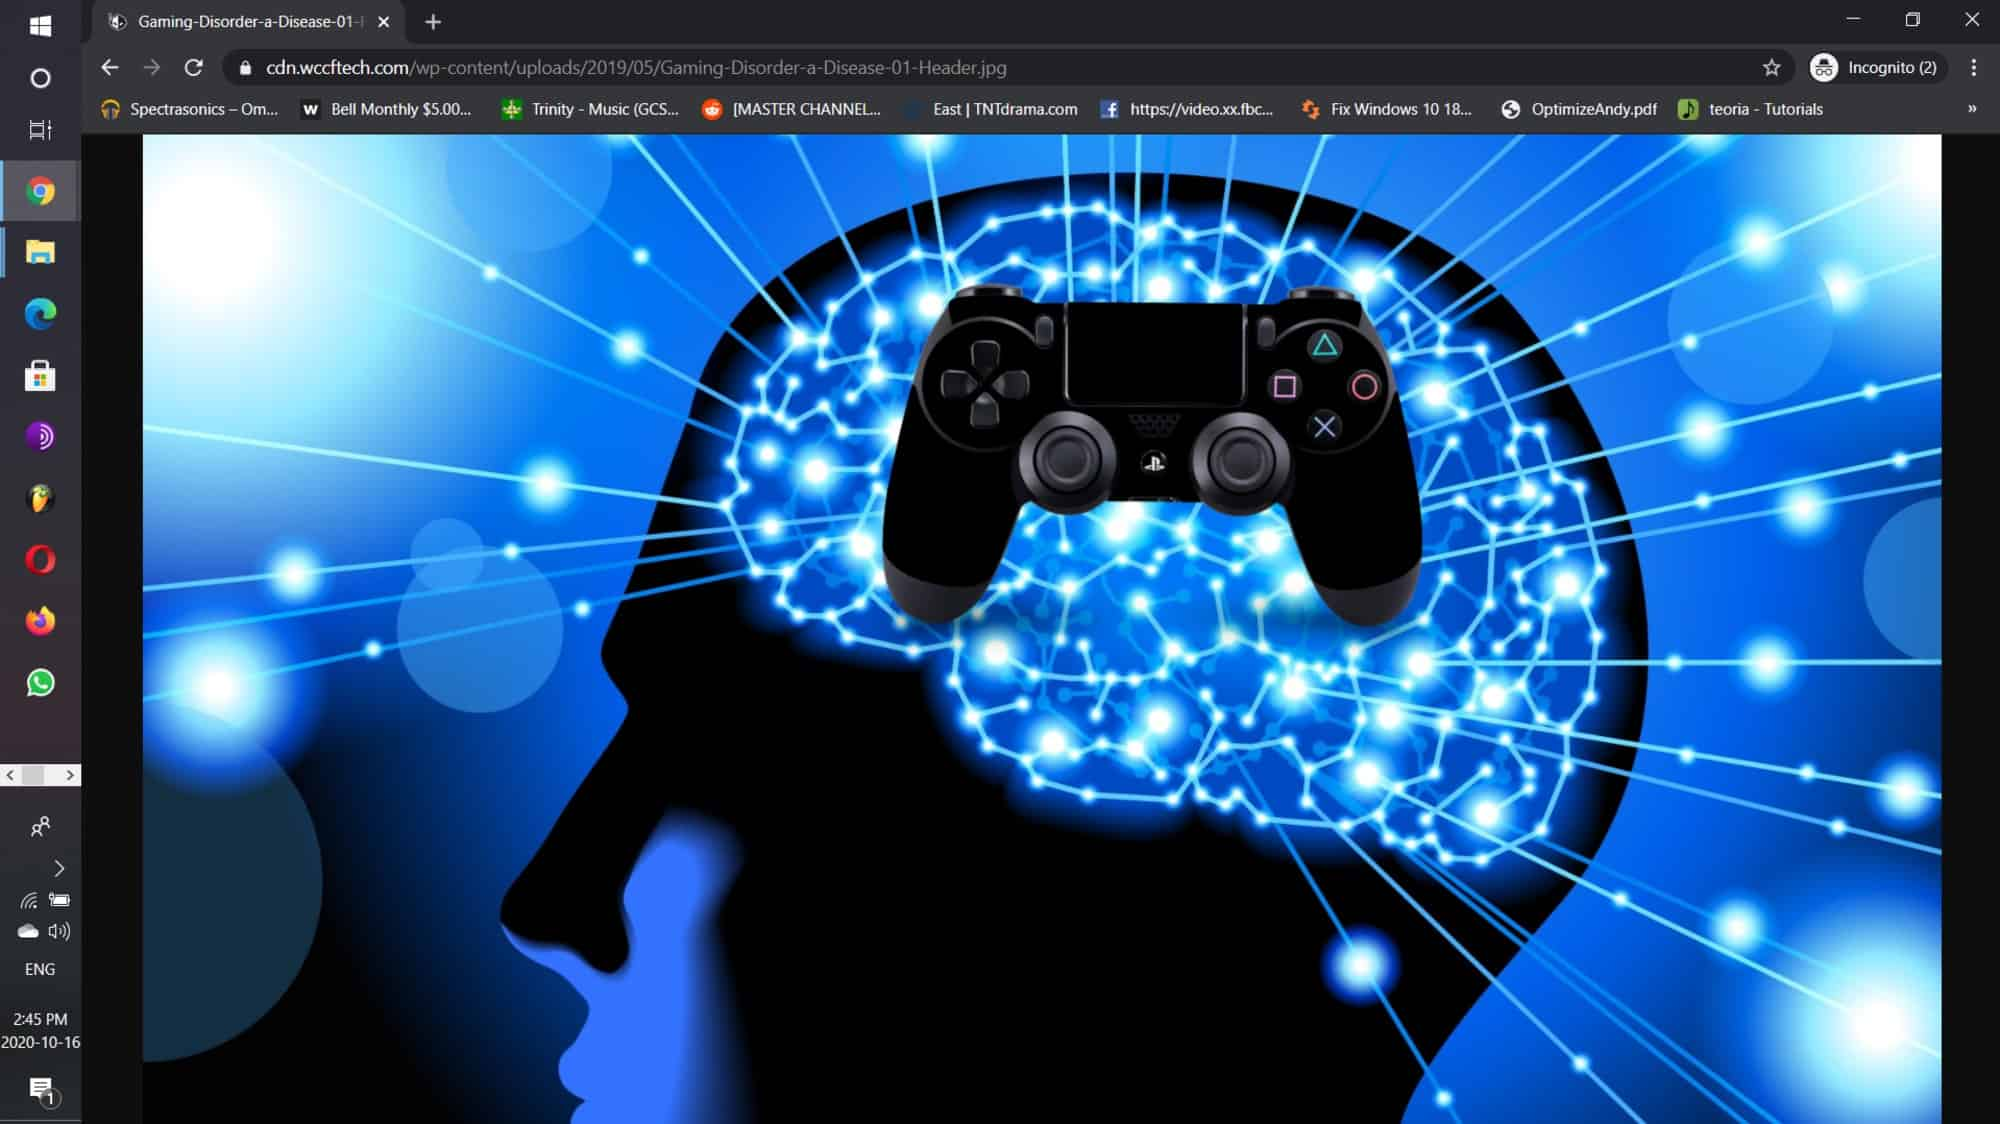 Gaming-Disorder-a-Disease-01-
cdn.wccftech.com/wp-content/uploads/2019/05/Gaming-Disorder-a-Disease-01-Header.jpg
Incognito (2)
Spectrasonics – Om...
Bell Monthly $5.00...
Trinity - Music (GCS...
[MASTER CHANNEL...
East | TNTdrama.com
https://video.xx.fbc...
Fix Windows 10 18...
OptimizeAndy.pdf
teoria - Tutorials
»
ENG
2:45 PM
2020-10-16
1